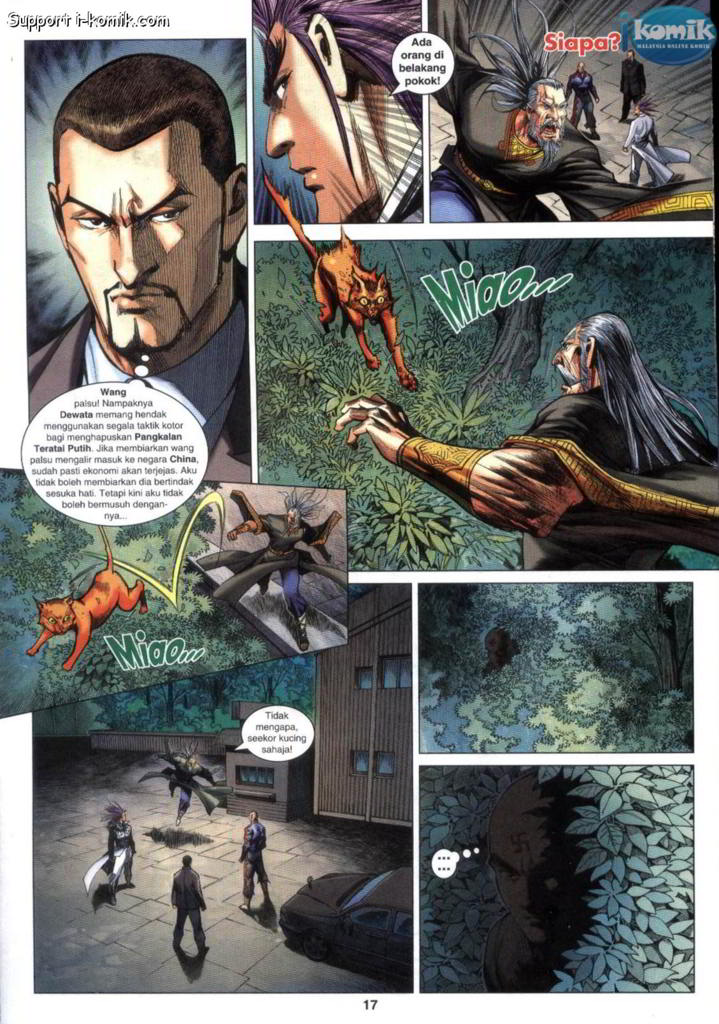 Support i-komik.com
Ada
orang di
belakang
pokok!
Siapa?
ikomik
MALAYSIA ONLINE KOMIK
Wang
palsu! Nampaknya
Dewata memang hendak
menggunakan segala taktik kotor
bagi menghapuskan Pangkalan
Teratai Putih. Jika membiarkan wang
palsu mengalir masuk ke negara China,
sudah pasti ekonomi akan terjejas. Aku
tidak boleh membiarkan dia bertindak
sesuka hati. Tetapi kini aku tidak
boleh bermusuh dengan-
nya...
Miao...
Miao...
Tidak
mengapa,
seekor kucing
sahaja!
...
...
17